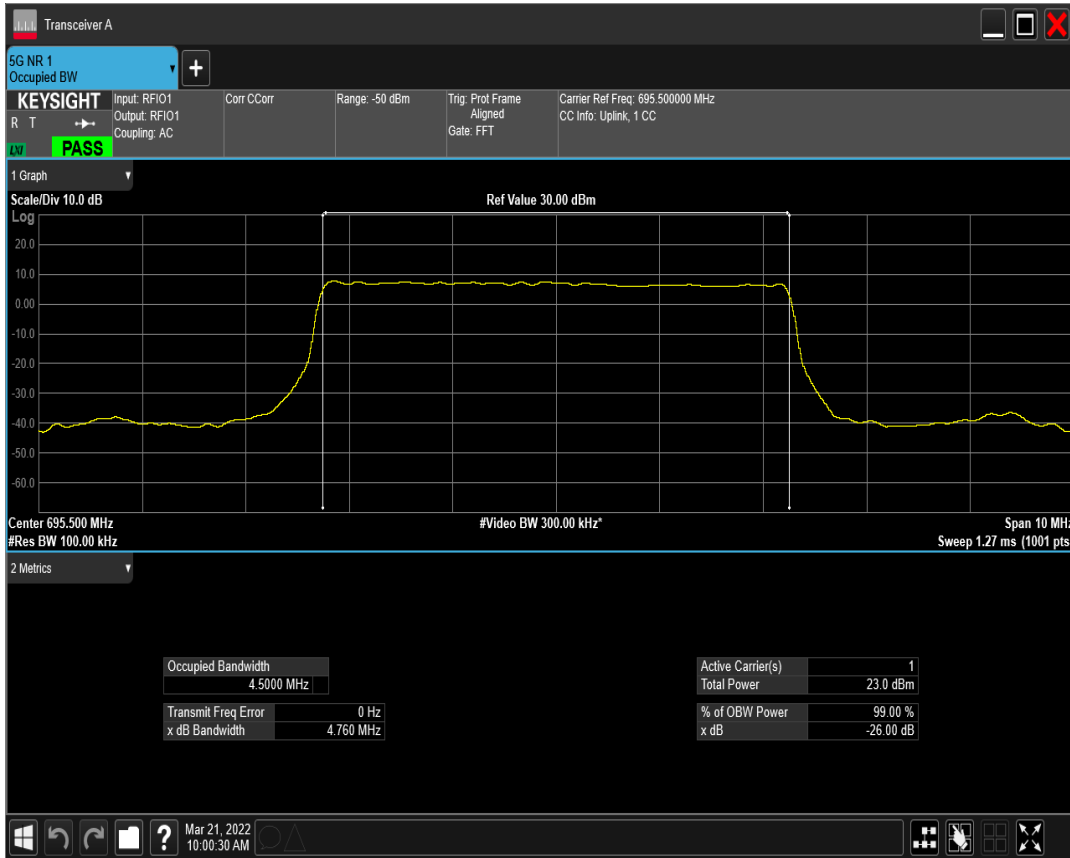 Transceiver A
5G NR 1
Occupied BW
+
KEYSIGHT
R T
LXI
PASS
Input: RFIO1
Output: RFIO1
Coupling: AC
Corr CCorr
Range: -50 dBm
Trig: Prot Frame
Aligned
Gate: FFT
Carrier Ref Freq: 695.500000 MHz
CC Info: Uplink, 1 CC
1 Graph
Scale/Div 10.0 dB
Ref Value 30.00 dBm
Log
20.0
10.0
0.00
-10.0
-20.0
-30.0
-40.0
-50.0
-60.0
Center 695.500 MHz
#Video BW 300.00 kHz*
Span 10 MHz
#Res BW 100.00 kHz
Sweep 1.27 ms (1001 pts
2 Metrics
Occupied Bandwidth
4.5000 MHz
Transmit Freq Error 0 Hz
x dB Bandwidth 4.760 MHz
Active Carrier(s) 1
Total Power 23.0 dBm
% of OBW Power 99.00 %
x dB -26.00 dB
?
Mar 21, 2022
10:00:30 AM